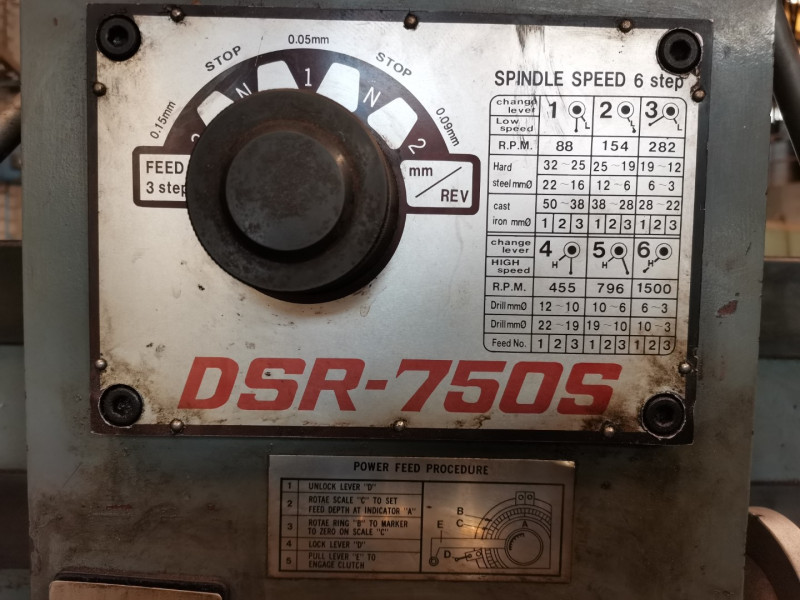 STOP
0.05mm
STOP
0.15mm
0.09mm
N 1 N
2
FEED
3 step
mm
/REV
SPINDLE SPEED 6 step
change lever 1 2 3
Low speed L L L
R.P.M. 88 154 282
Hard 32~25 25~19 19~12
steel mmØ 22~16 12~6 6~3
cast 50~38 38~28 28~22
iron mmØ 1 2 3 1 2 3 1 2 3
change lever 4 5 6
HIGH speed H H H
R.P.M. 455 796 1500
Drill mmØ 12~10 10~6 6~3
Drill mmØ 22~19 19~10 10~3
Feed No. 1 2 3 1 2 3 1 2 3
DSR-750S
POWER FEED PROCEDURE
1 UNLOCK LEVER "D"
2 ROTAE SCALE "C" TO SET
FEED DEPTH AT INDICATOR "A"
3 ROTAE RING "B" TO MARKER
TO ZERO ON SCALE "C"
4 LOCK LEVER "D"
5 PULL LEVER "E" TO
ENGAGE CLUTCH
B
C
E
A
D